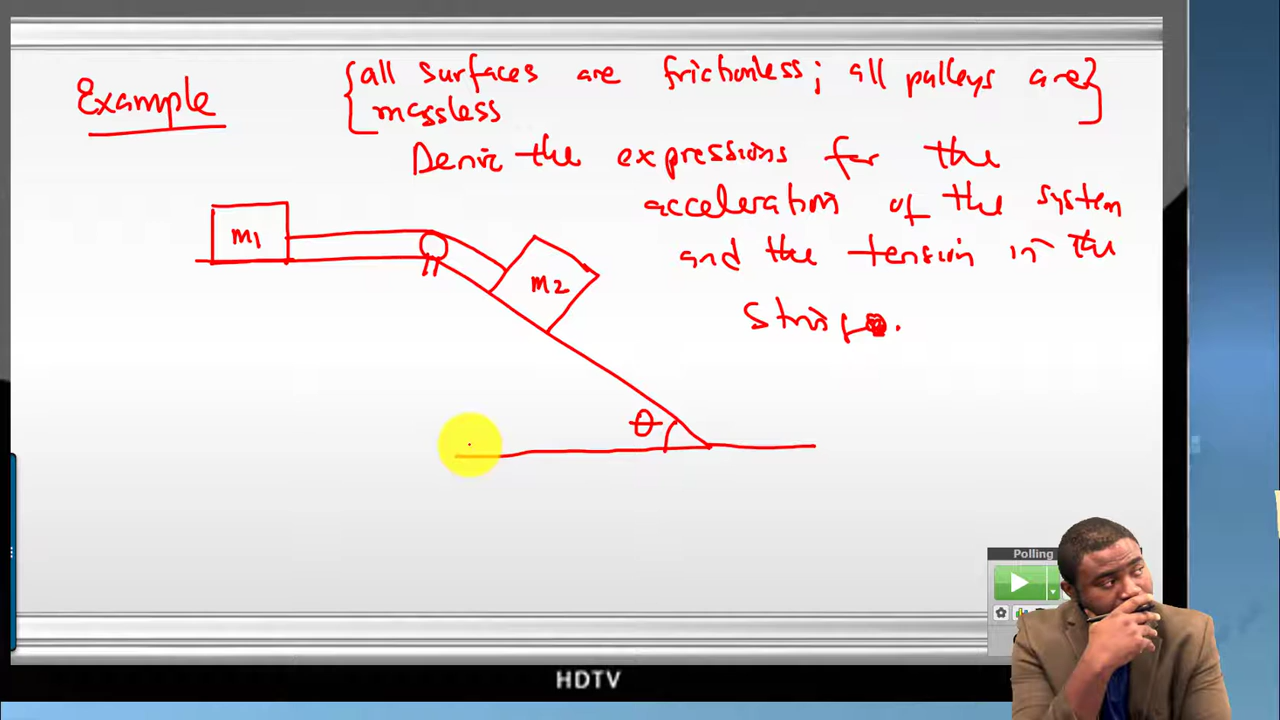 Example
{all surfaces are frictionless; all pulleys are}
massless
Derive the expressions for the
acceleration of the system
and the tension in the
m1
m2
θ
Polling
HDTV